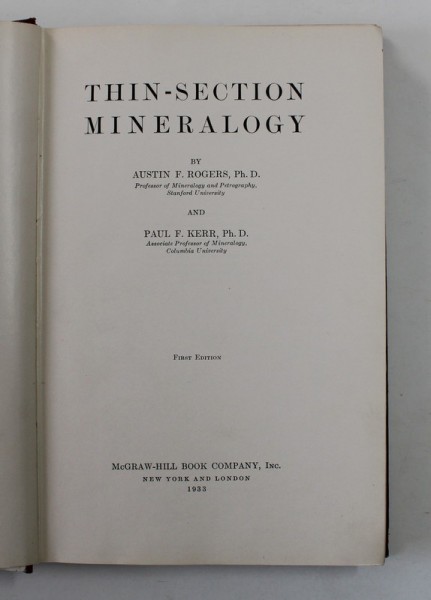 THIN-SECTION
MINERALOGY
BY
AUSTIN F. ROGERS, Ph. D.
Professor of Mineralogy and Petrography,
Stanford University
AND
PAUL F. KERR, Ph. D.
Associate Professor of Mineralogy,
Columbia University
FIRST EDITION
McGRAW-HILL BOOK COMPANY, INC.
NEW YORK AND LONDON
1933